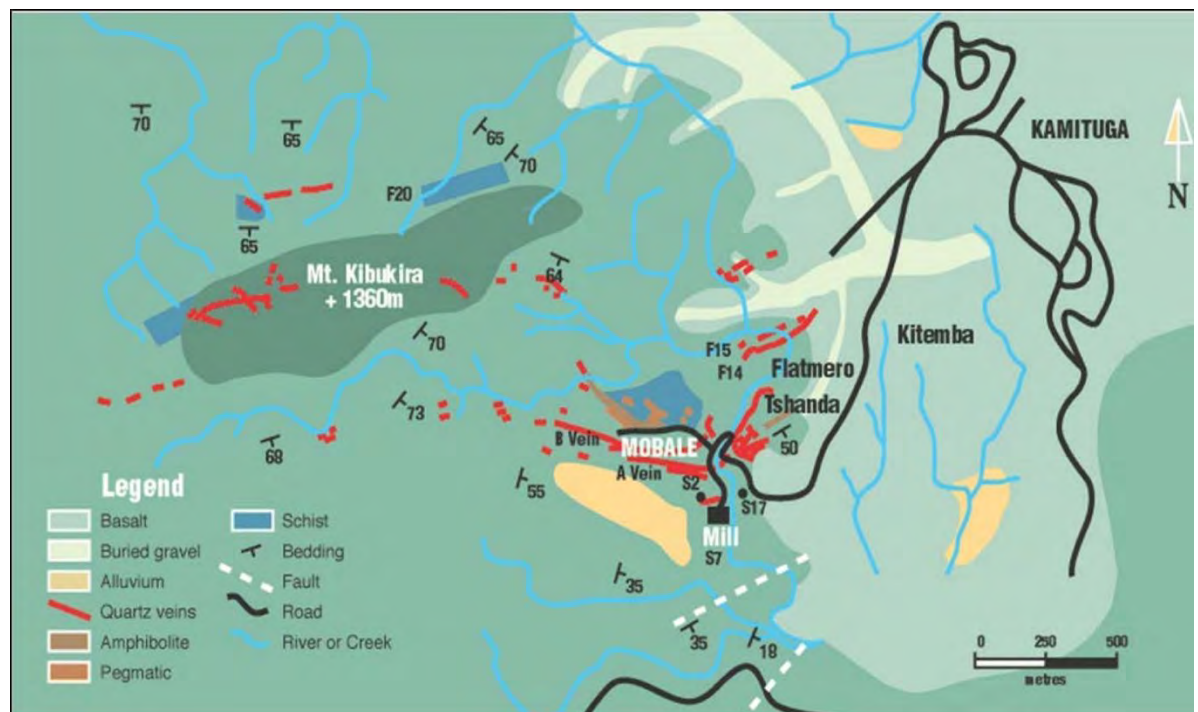 70
65
65
70
KAMITUGA
N
F20
65
64
Mt. Kibukira
+ 1360m
70
F15
F14
Flatmero
Kitemba
Tshanda
73
B Vein
MOBALE
50
68
A Vein
55
S2
S17
Mill
S7
35
35
18
Legend
Basalt
Buried gravel
Alluvium
Quartz veins
Amphibolite
Pegmatic
Schist
Bedding
Fault
Road
River or Creek
0 250 500
metres